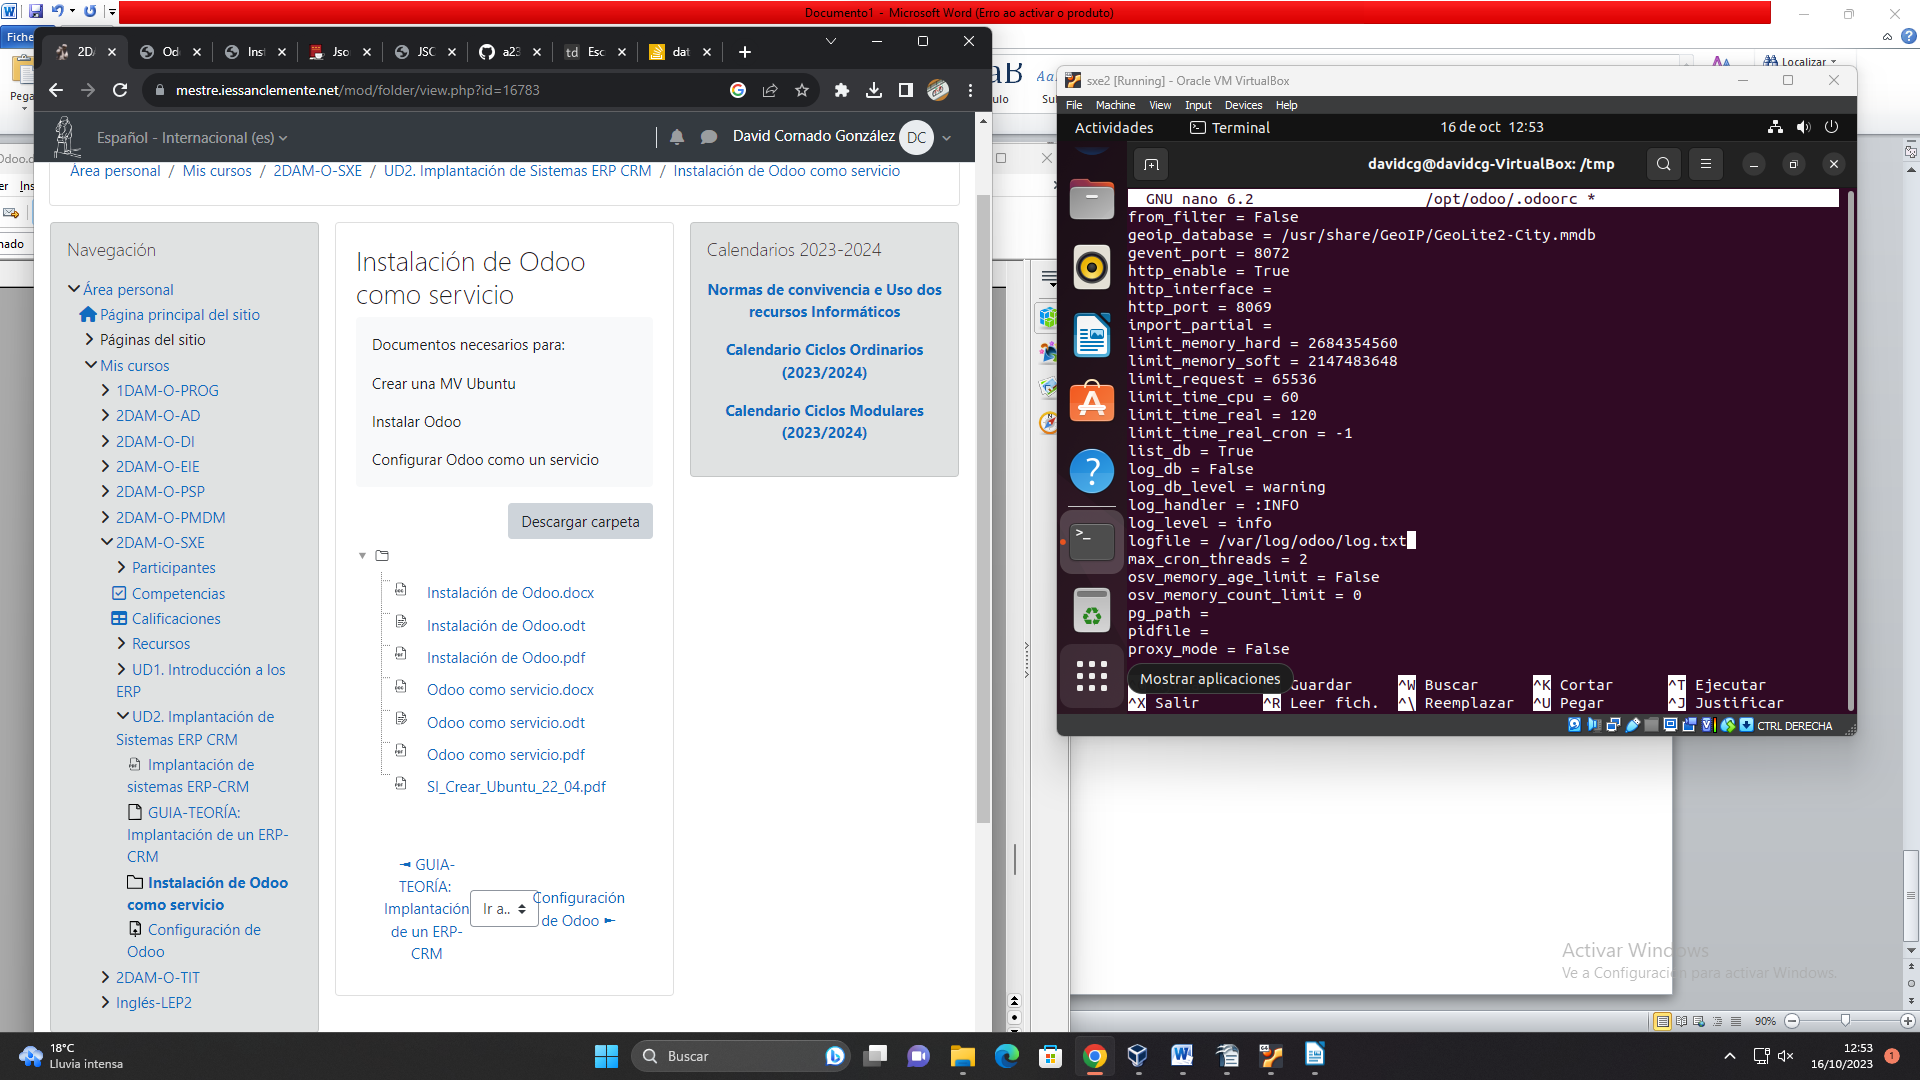 Documento1 - Microsoft Word (Erro ao activar o produto)
Fiche
Pega
2D
Od
Ins
Jso
JSC
a23
Esc
dat
mestre.iessanclemente.net/mod/folder/view.php?id=16783
Español - Internacional (es)
David Cornado González
DC
Área personal / Mis cursos / 2DAM-O-SXE / UD2. Implantación de Sistemas ERP CRM / Instalación de Odoo como servicio
Navegación
Área personal
Página principal del sitio
Páginas del sitio
Mis cursos
1DAM-O-PROG
2DAM-O-AD
2DAM-O-DI
2DAM-O-EIE
2DAM-O-PSP
2DAM-O-PMDM
2DAM-O-SXE
Participantes
Competencias
Calificaciones
Recursos
UD1. Introducción a los
ERP
UD2. Implantación de
Sistemas ERP CRM
Implantación de
sistemas ERP-CRM
GUIA-TEORÍA:
Implantación de un ERP-
CRM
Instalación de Odoo
como servicio
Configuración de
Odoo
2DAM-O-TIT
Inglés-LEP2
Instalación de Odoo
como servicio
Documentos necesarios para:
Crear una MV Ubuntu
Instalar Odoo
Configurar Odoo como un servicio
Descargar carpeta
Instalación de Odoo.docx
Instalación de Odoo.odt
Instalación de Odoo.pdf
Odoo como servicio.docx
Odoo como servicio.odt
Odoo como servicio.pdf
SI_Crear_Ubuntu_22_04.pdf
◄ GUIA-
TEORÍA:
Implantación
de un ERP-
CRM
Ir a..
Configuración
de Odoo ►
Calendarios 2023-2024
Normas de convivencia e Uso dos
recursos Informáticos
Calendario Ciclos Ordinarios
(2023/2024)
Calendario Ciclos Modulares
(2023/2024)
Localizar
sxe2 [Running] - Oracle VM VirtualBox
File Machine View Input Devices Help
Actividades
Terminal
16 de oct 12:53
davidcg@davidcg-VirtualBox: /tmp
GNU nano 6.2 /opt/odoo/.odoorc *
from_filter = False
geoip_database = /usr/share/GeoIP/GeoLite2-City.mmdb
gevent_port = 8072
http_enable = True
http_interface =
http_port = 8069
import_partial =
limit_memory_hard = 2684354560
limit_memory_soft = 2147483648
limit_request = 65536
limit_time_cpu = 60
limit_time_real = 120
limit_time_real_cron = -1
list_db = True
log_db = False
log_db_level = warning
log_handler = :INFO
log_level = info
logfile = /var/log/odoo/log.txt
max_cron_threads = 2
osv_memory_age_limit = False
osv_memory_count_limit = 0
pg_path =
pidfile =
proxy_mode = False
Mostrar aplicaciones
Guardar ^W Buscar ^K Cortar ^T Ejecutar
^X Salir ^R Leer fich. ^\ Reemplazar ^U Pegar ^J Justificar
CTRL DERECHA
Activar Windows
Ve a Configuración para activar Windows.
90%
18°C
Lluvia intensa
Buscar
12:53
16/10/2023
1